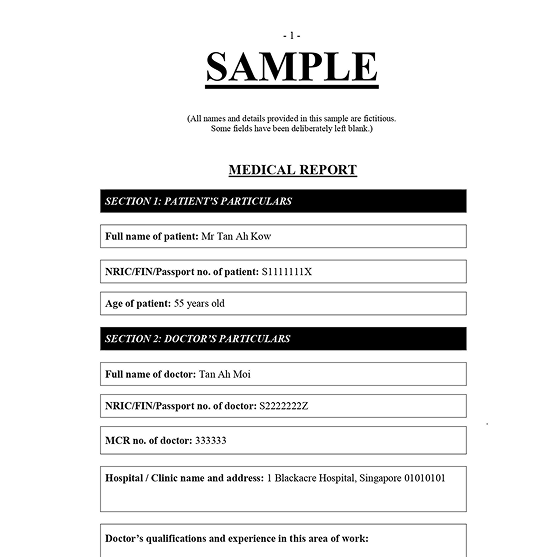 - 1 -
SAMPLE
(All names and details provided in this sample are fictitious.
Some fields have been deliberately left blank.)
MEDICAL REPORT
SECTION 1: PATIENT'S PARTICULARS
Full name of patient: Mr Tan Ah Kow
NRIC/FIN/Passport no. of patient: S1111111X
Age of patient: 55 years old
SECTION 2: DOCTOR'S PARTICULARS
Full name of doctor: Tan Ah Moi
NRIC/FIN/Passport no. of doctor: S2222222Z
MCR no. of doctor: 333333
Hospital / Clinic name and address: 1 Blackacre Hospital, Singapore 01010101
Doctor's qualifications and experience in this area of work: